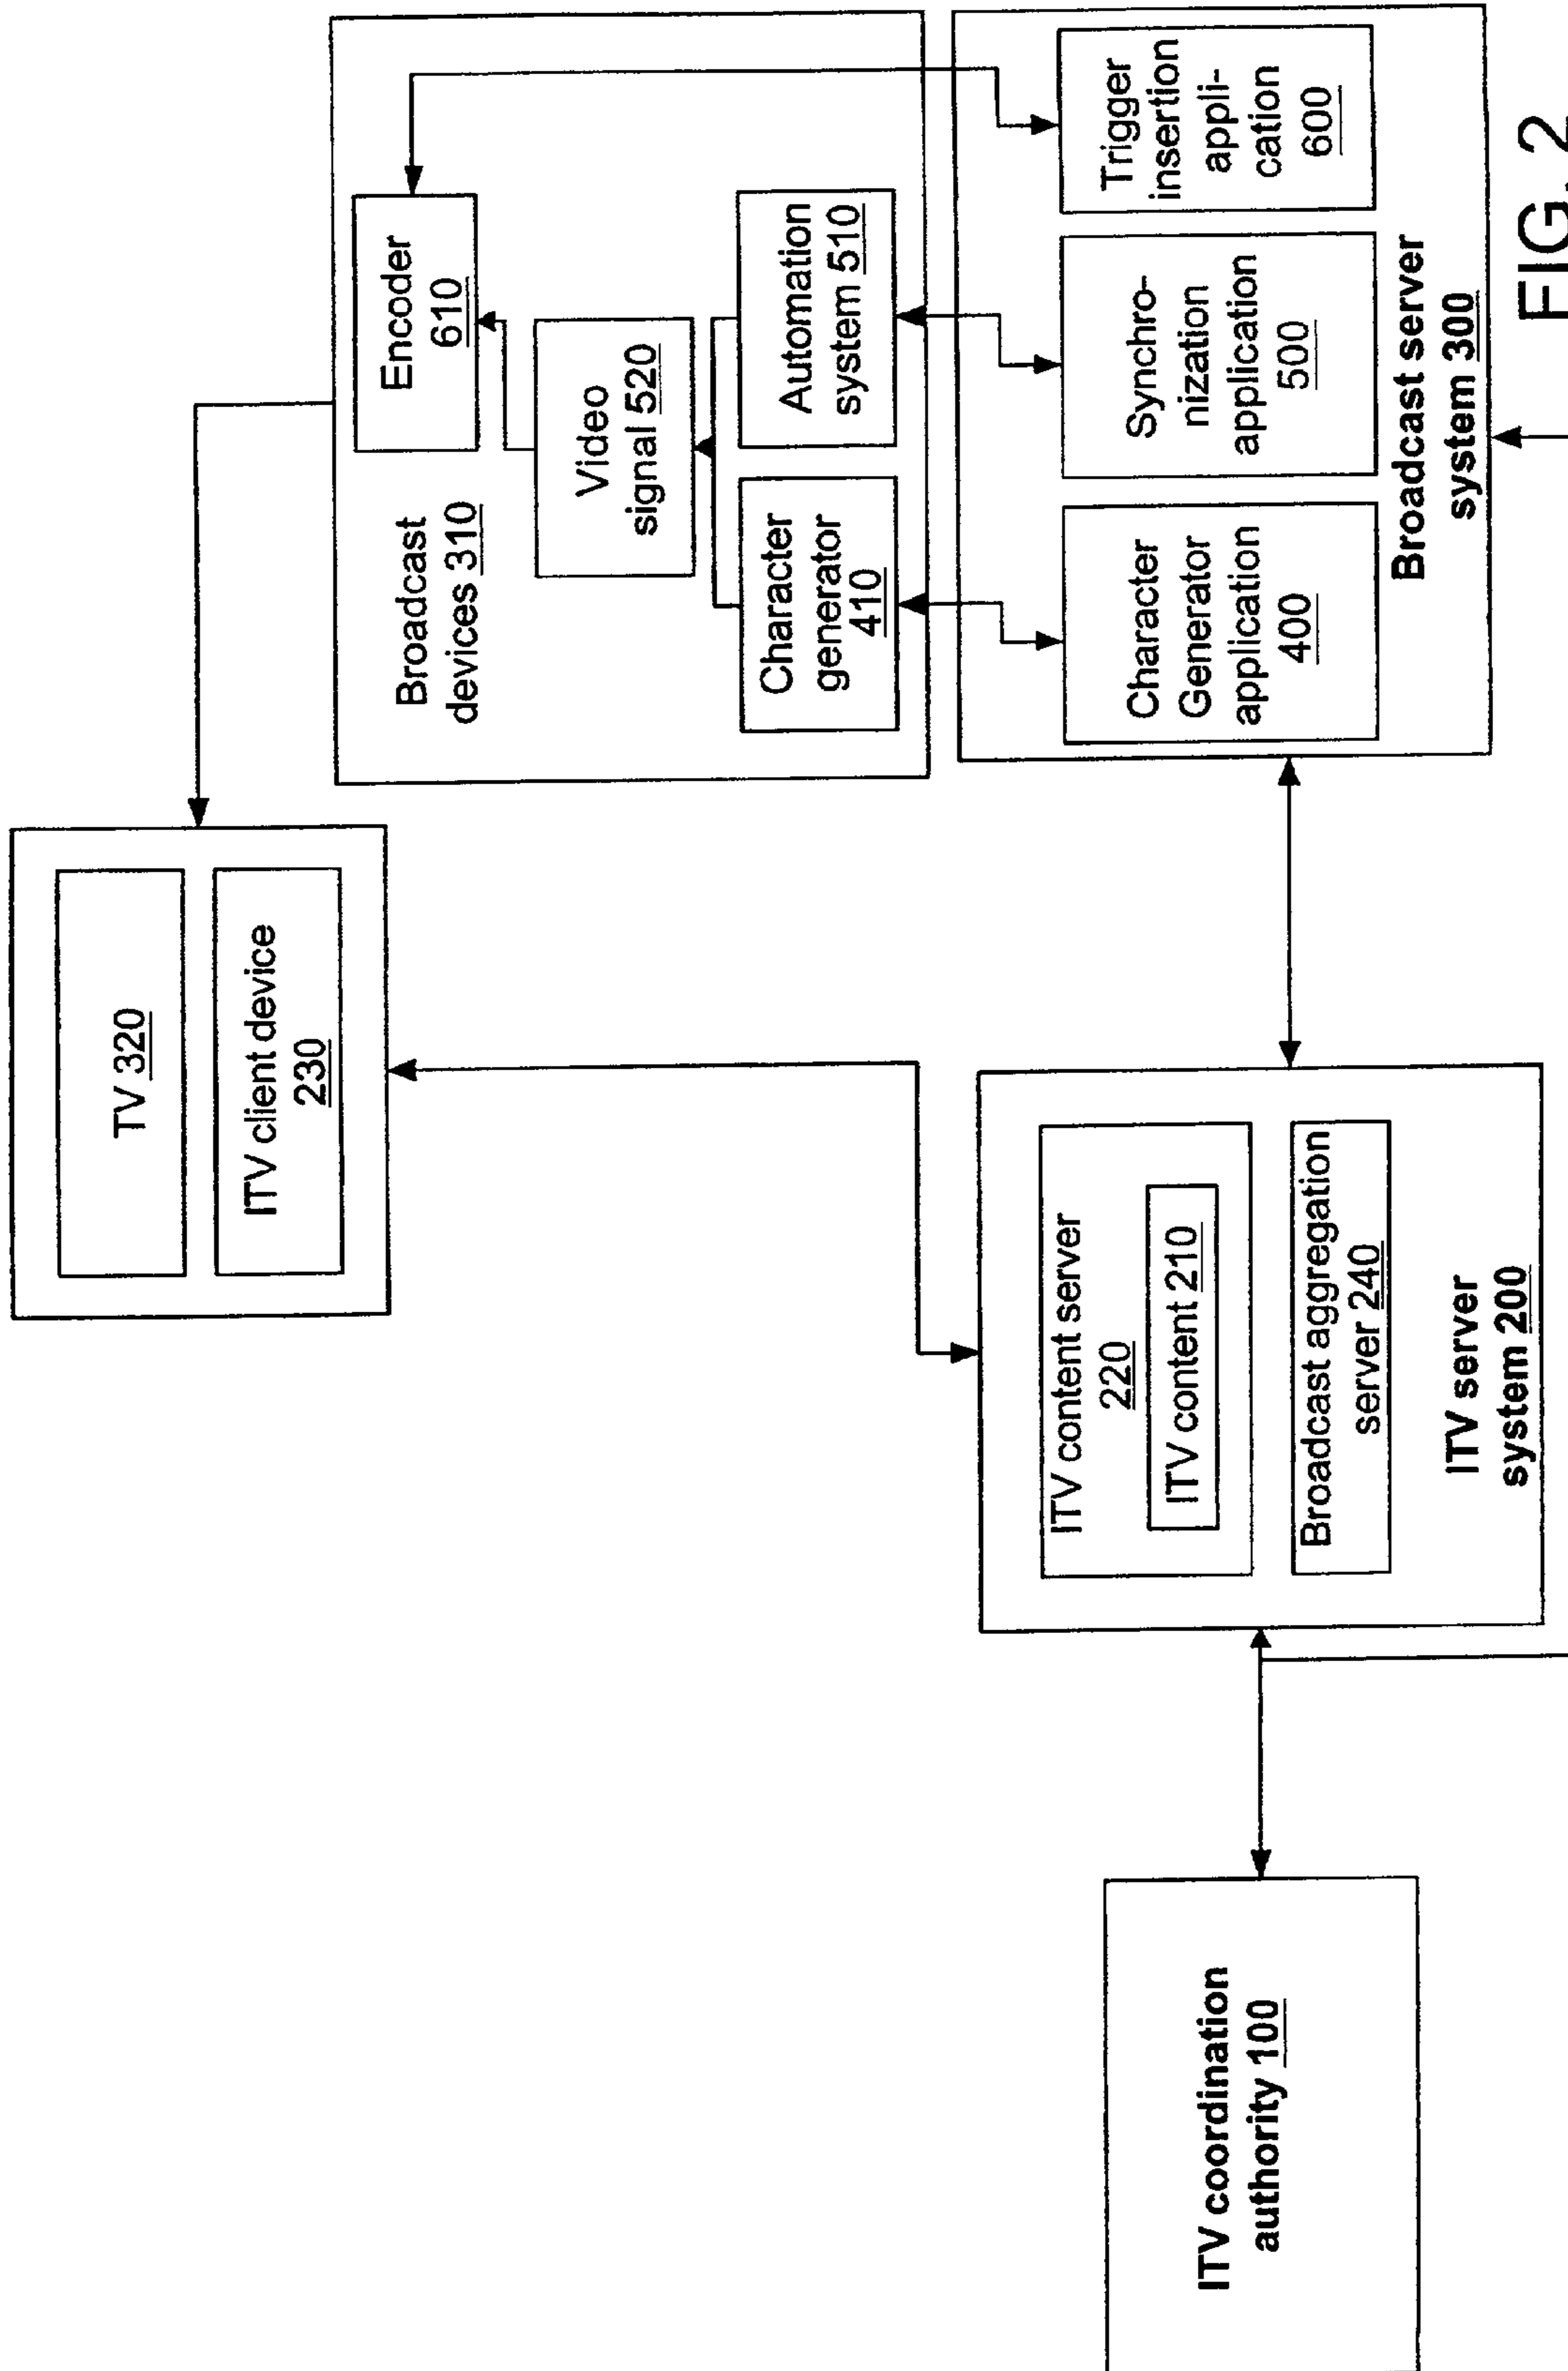 TV 320
ITV client device
230
Broadcast
devices 310
Encoder
610
Video
signal 520
Character
generator
410
Automation
system 510
Character
Generator
application
400
Synchro-
nization
application
500
Trigger
insertion
appli-
cation
600
Broadcast server
system 300
ITV content server
220
ITV content 210
Broadcast aggregation
server 240
ITV server
system 200
ITV coordination
authority 100
FIG. 2